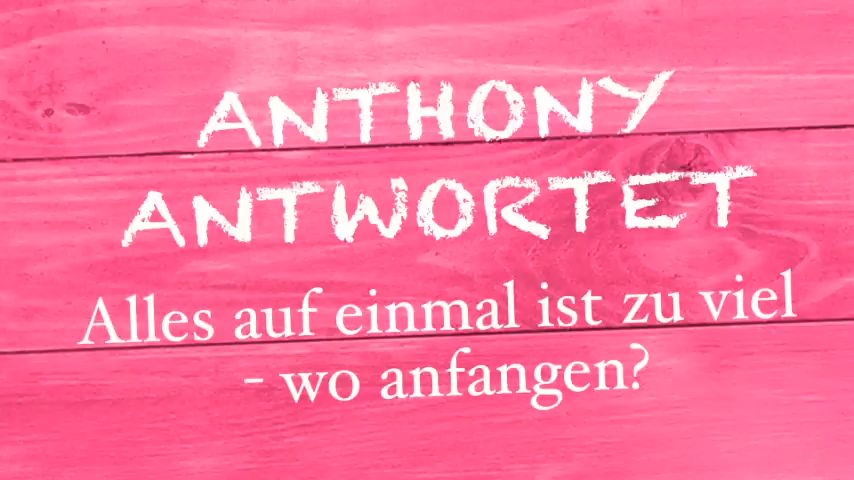 ANTHONY
ANTWORTET
Alles auf einmal ist zu viel
- wo anfangen?